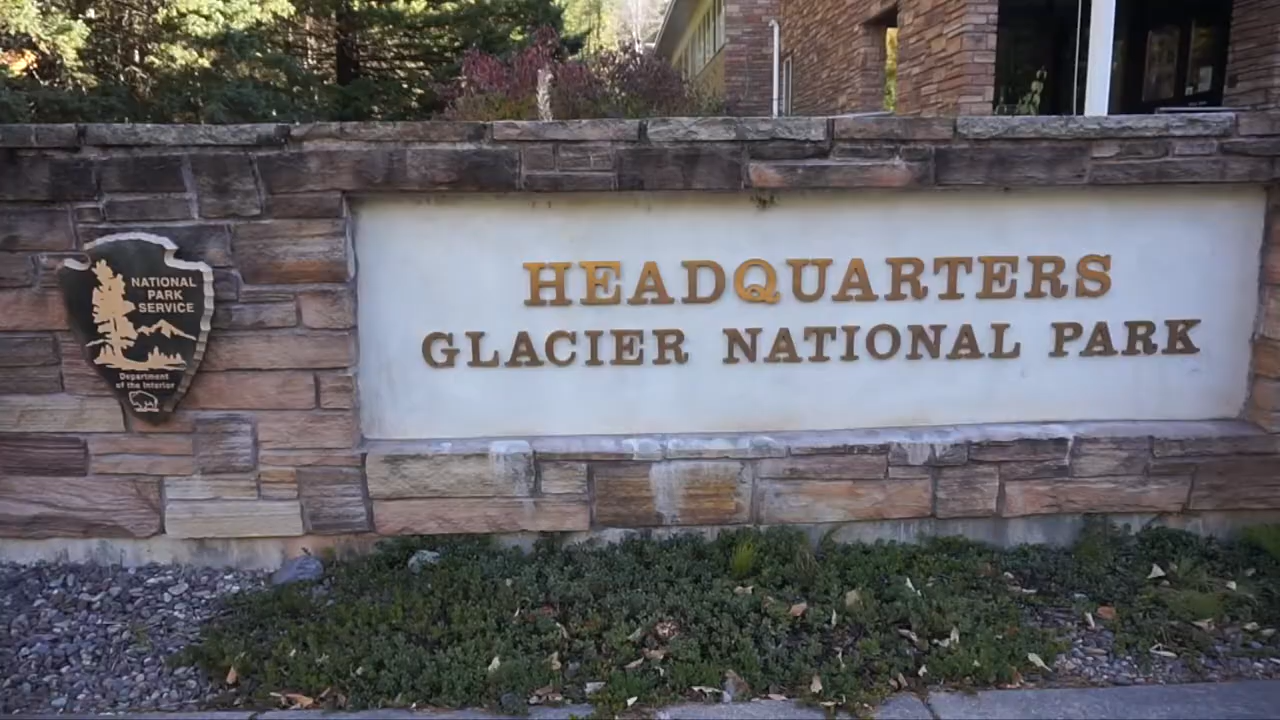 NATIONAL
PARK
SERVICE
Department
of the Interior
HEADQUARTERS
GLACIER NATIONAL PARK